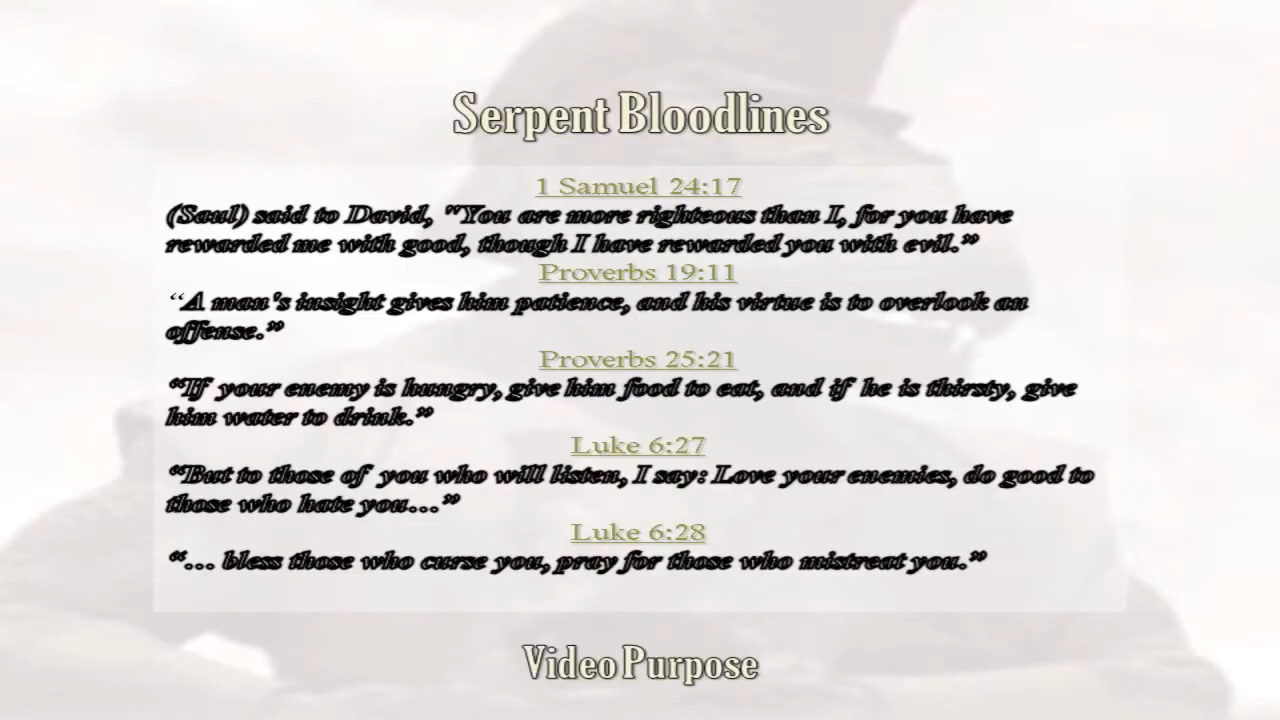 Serpent Bloodlines
1 Samuel 24:17
(Saul) said to David, "You are more righteous than I, for you have
rewarded me with good, though I have rewarded you with evil.”
Proverbs 19:11
“A man's insight gives him patience, and his virtue is to overlook an
offense.”
Proverbs 25:21
“If your enemy is hungry, give him food to eat, and if he is thirsty, give
him water to drink.”
Luke 6:27
“But to those of you who will listen, I say: Love your enemies, do good to
those who hate you…”
Luke 6:28
“… bless those who curse you, pray for those who mistreat you.”
Video Purpose